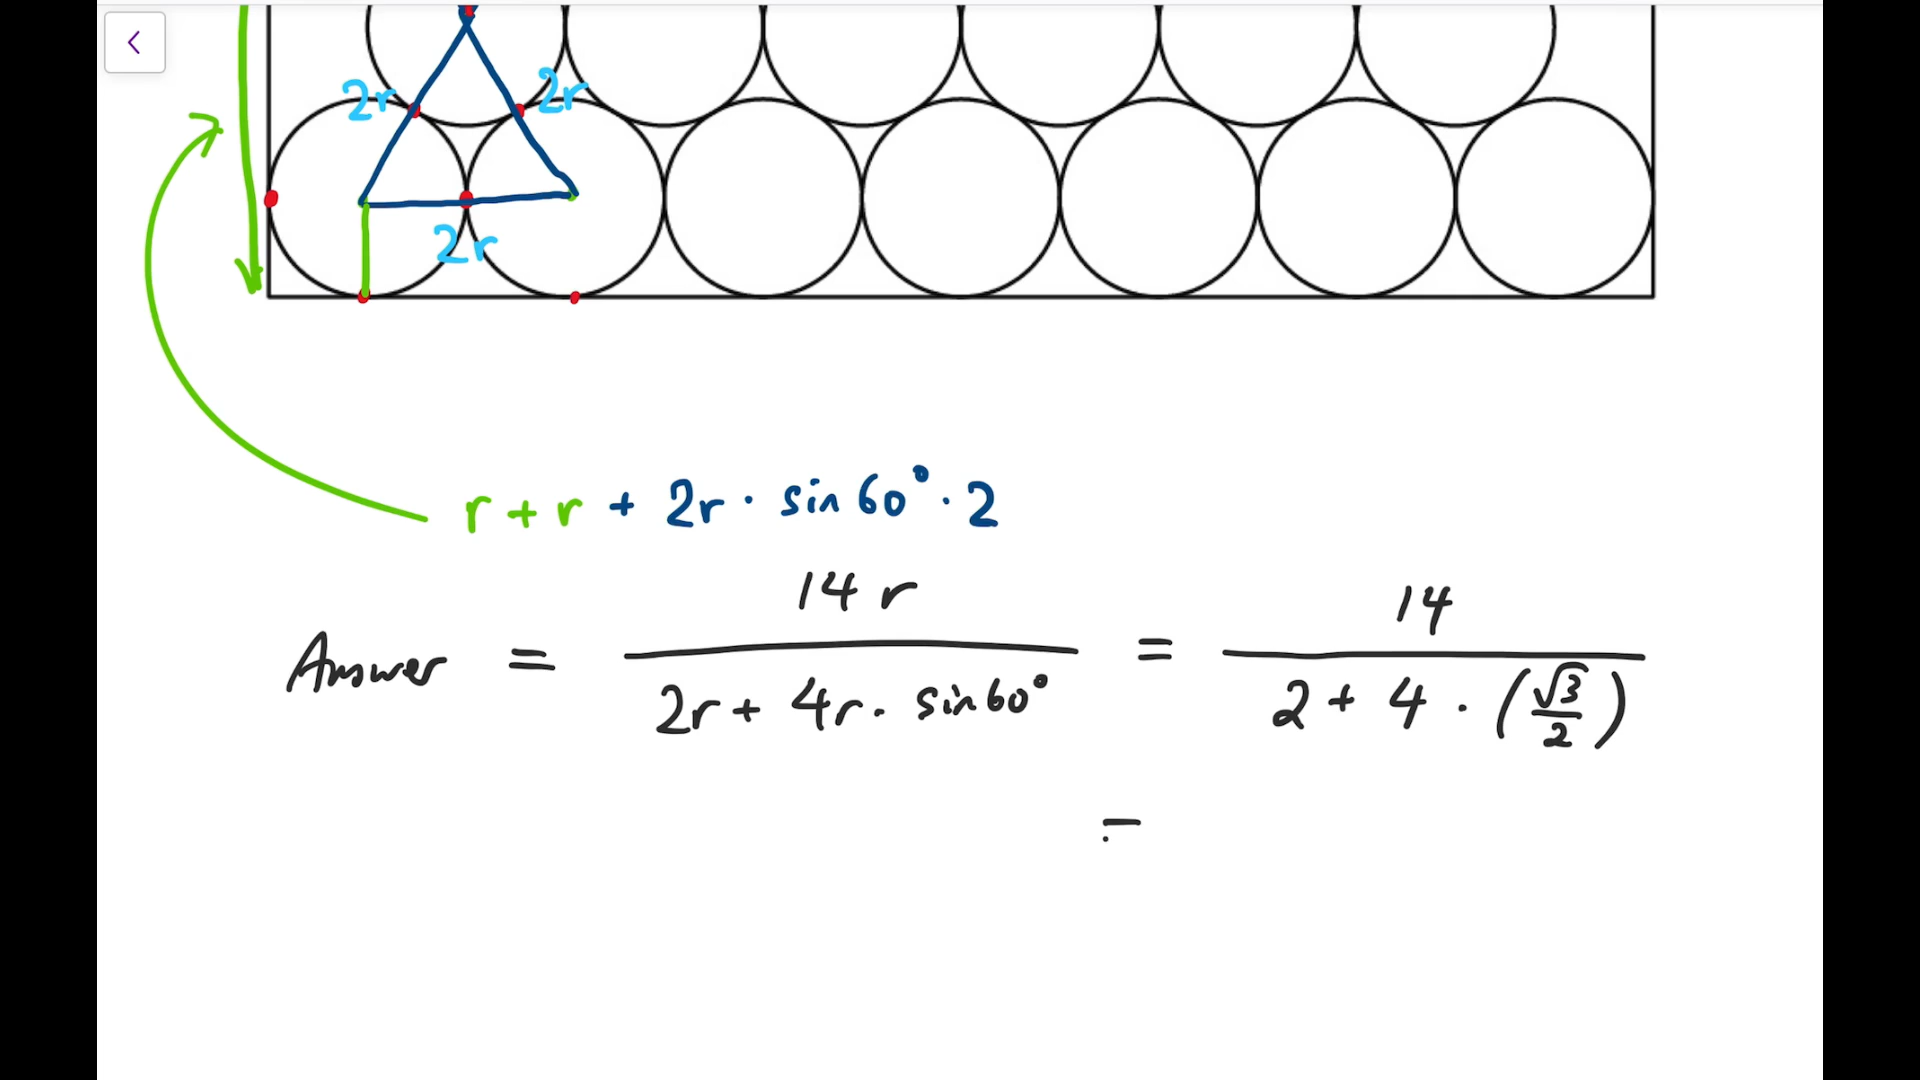 2r 2r
2r
r + r + 2r · sin 60° · 2
Answer = 14 r / 2r + 4r · sin 60° = 14 / 2 + 4 · (√3/2)
=